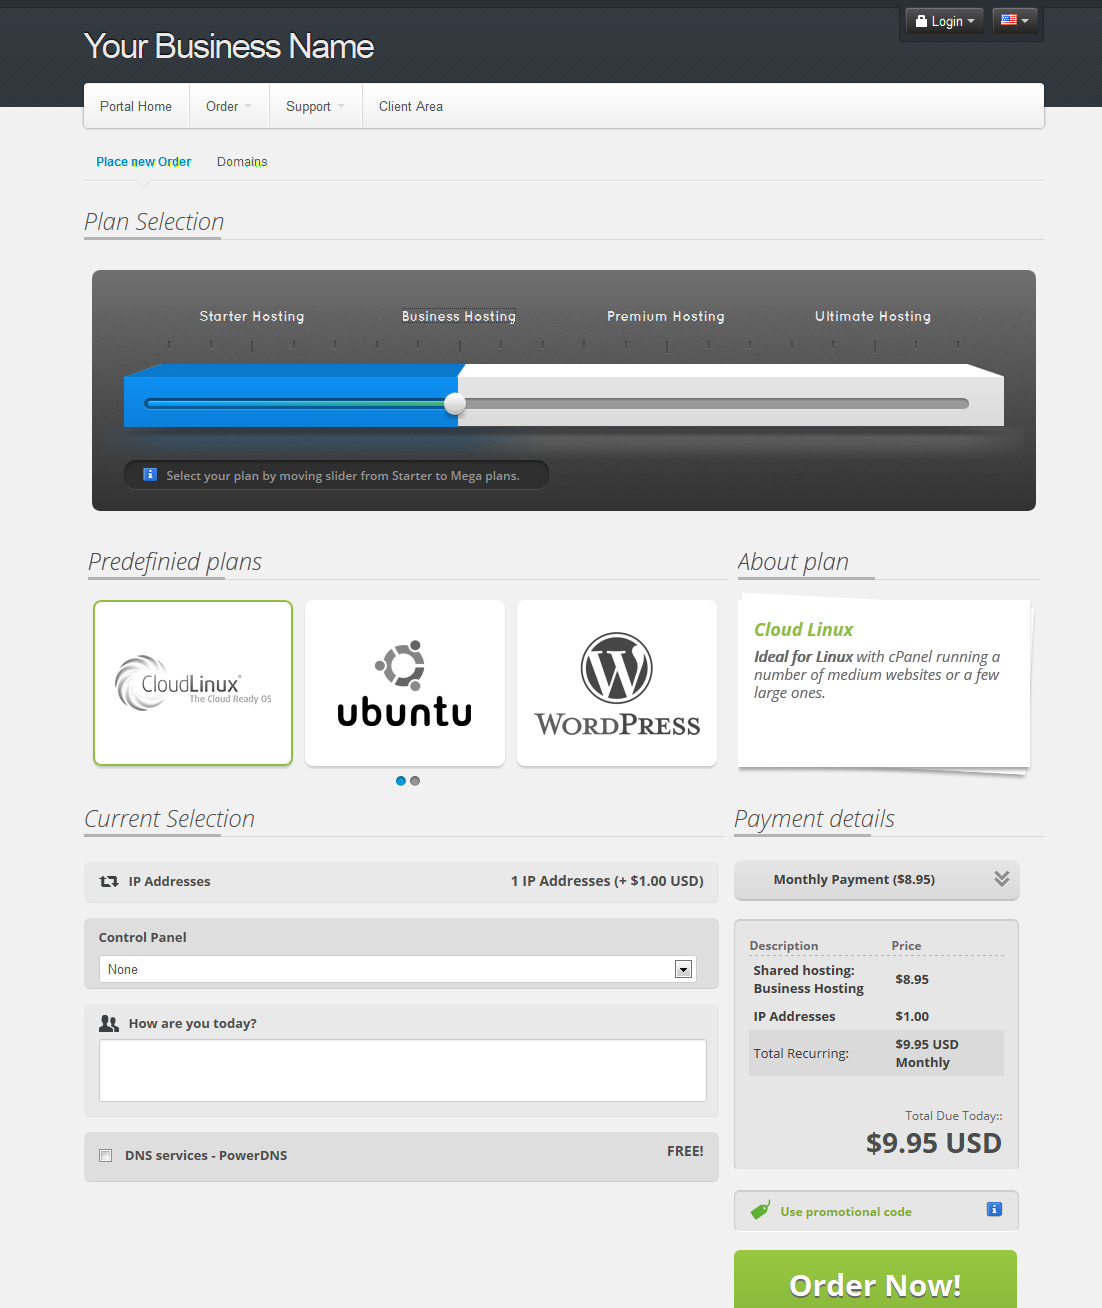 Login
Your Business Name
Portal Home
Order
Support
Client Area
Place new Order
Domains
Plan Selection
Starter Hosting
Business Hosting
Premium Hosting
Ultimate Hosting
Select your plan by moving slider from Starter to Mega plans.
Predefinied plans
CloudLinux
The Cloud Ready OS
ubuntu
WORDPRESS
About plan
Cloud Linux
Ideal for Linux with cPanel running a
number of medium websites or a few
large ones.
Current Selection
IP Addresses
1 IP Addresses (+ $1.00 USD)
Control Panel
None
How are you today?
DNS services - PowerDNS
FREE!
Payment details
Monthly Payment ($8.95)
Description Price
Shared hosting:
Business Hosting
$8.95
IP Addresses $1.00
Total Recurring:
$9.95 USD
Monthly
Total Due Today::
$9.95 USD
Use promotional code
Order Now!